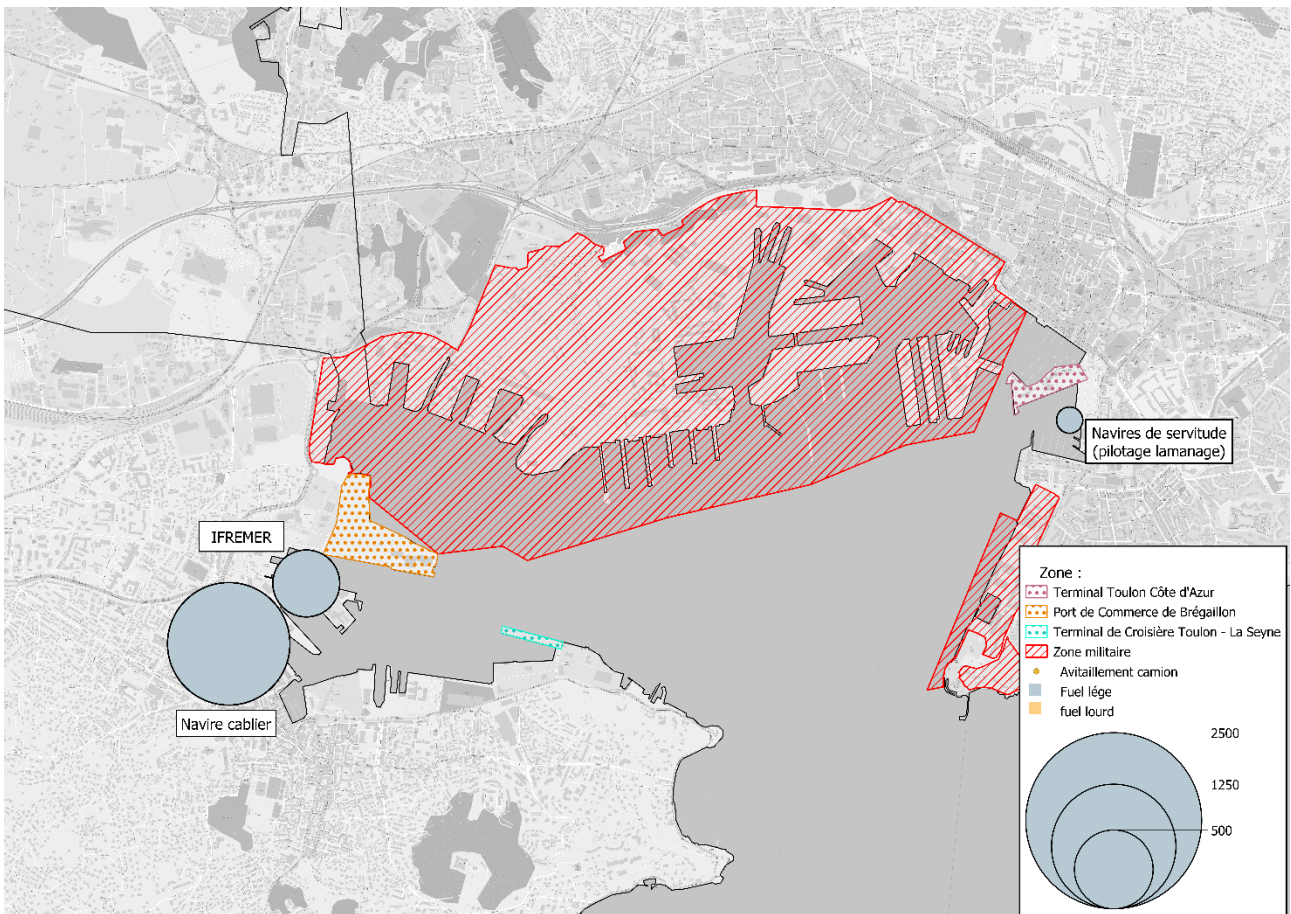 IFREMER
Navire cablier
Navires de servitude
(pilotage lamanage)
Zone :
Terminal Toulon Côte d'Azur
Port de Commerce de Brégaillon
Terminal de Croisière Toulon - La Seyne
Zone militaire
Avitaillement camion
Fuel lége
fuel lourd
2500
1250
500